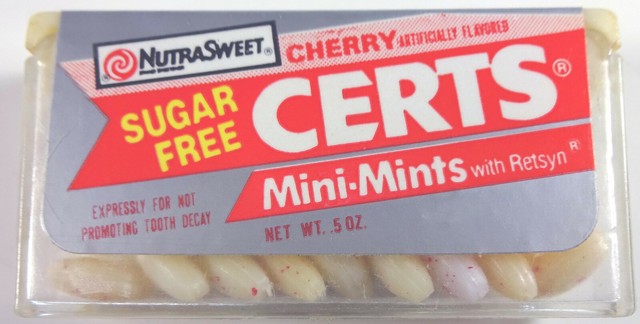 NUTRASWEET®
CHERRY ARTIFICIALLY FLAVORED
SUGAR
FREE
CERTS®
Mini-Mints with Retsyn®
EXPRESSLY FOR NOT
PROMOTING TOOTH DECAY
NET WT. .5 OZ.